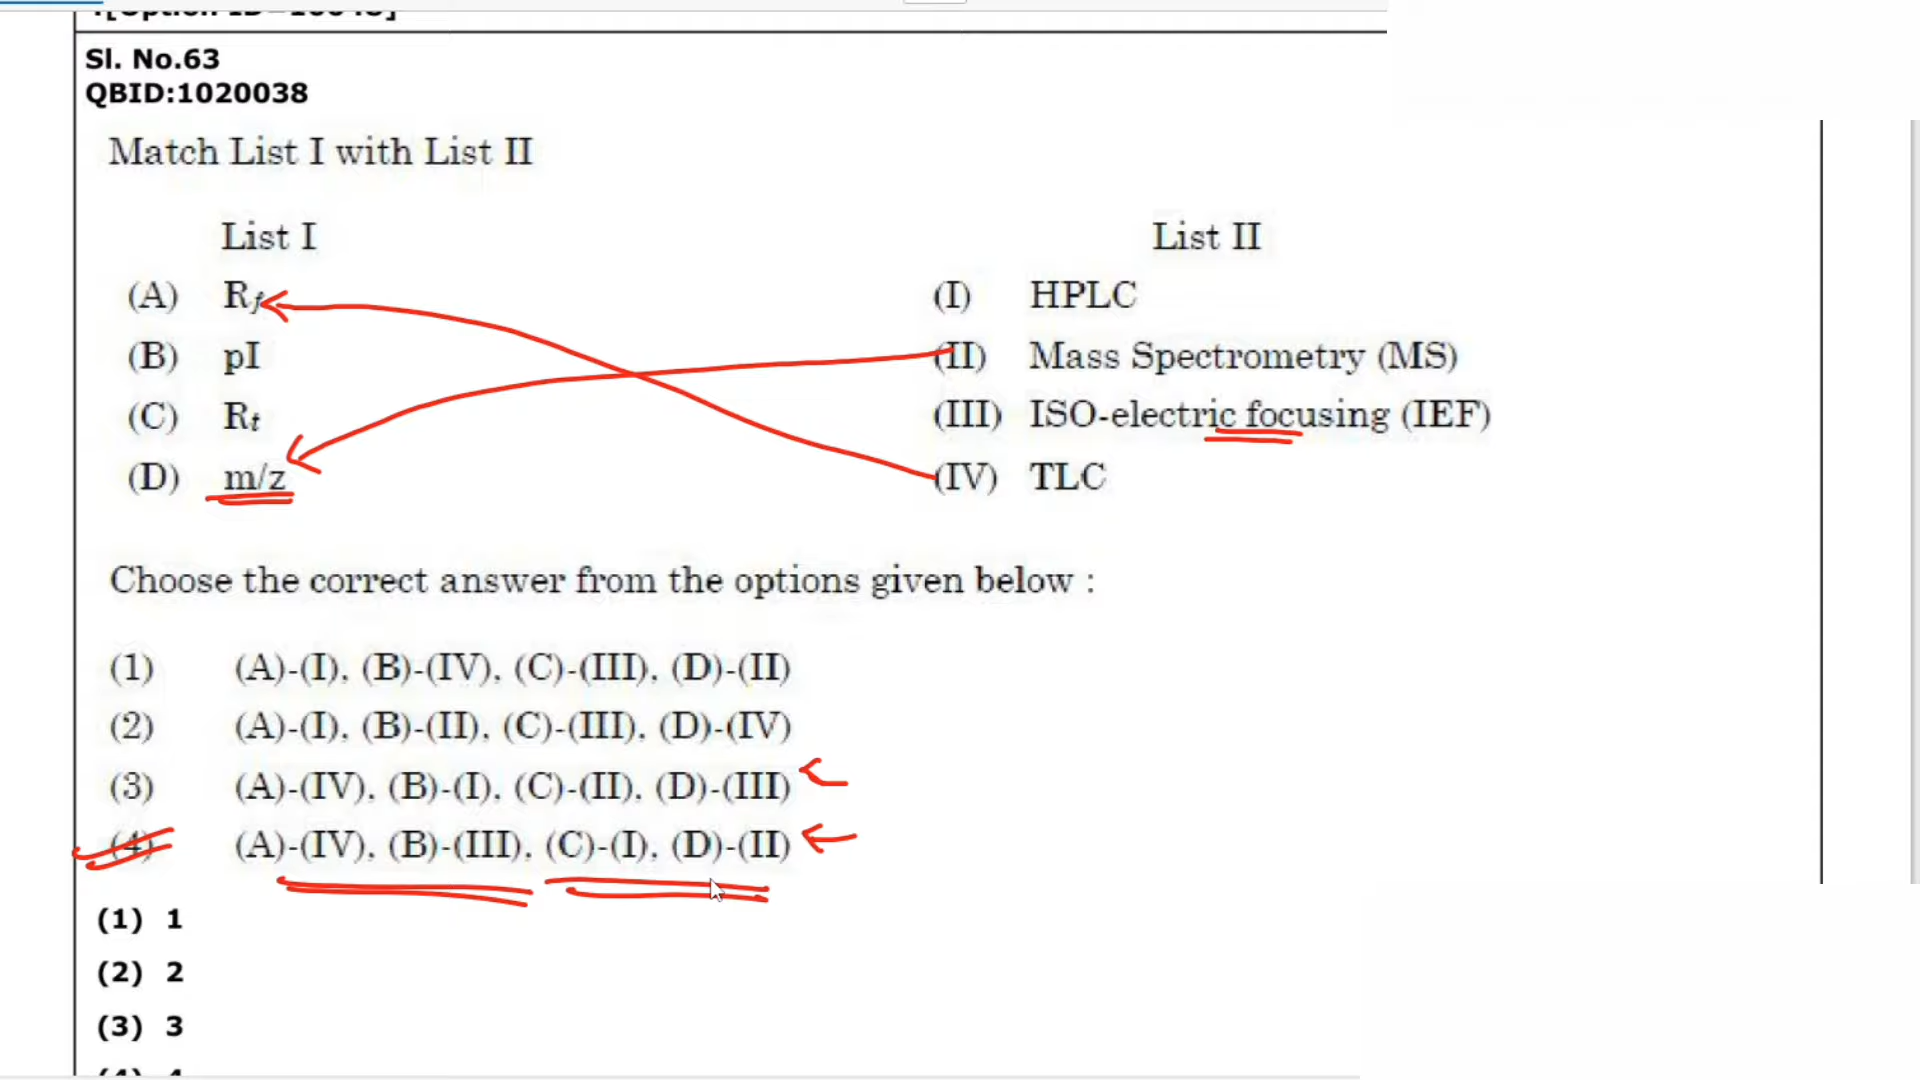 Sl. No.63
QBID:1020038
Match List I with List II
List I List II
(A) Rf (I) HPLC
(B) pI (II) Mass Spectrometry (MS)
(C) Rt (III) ISO-electric focusing (IEF)
(D) m/z (IV) TLC
Choose the correct answer from the options given below :
(1) (A)-(I), (B)-(IV), (C)-(III), (D)-(II)
(2) (A)-(I), (B)-(II), (C)-(III), (D)-(IV)
(3) (A)-(IV), (B)-(I), (C)-(II), (D)-(III)
(4) (A)-(IV), (B)-(III), (C)-(I), (D)-(II)
(1) 1
(2) 2
(3) 3